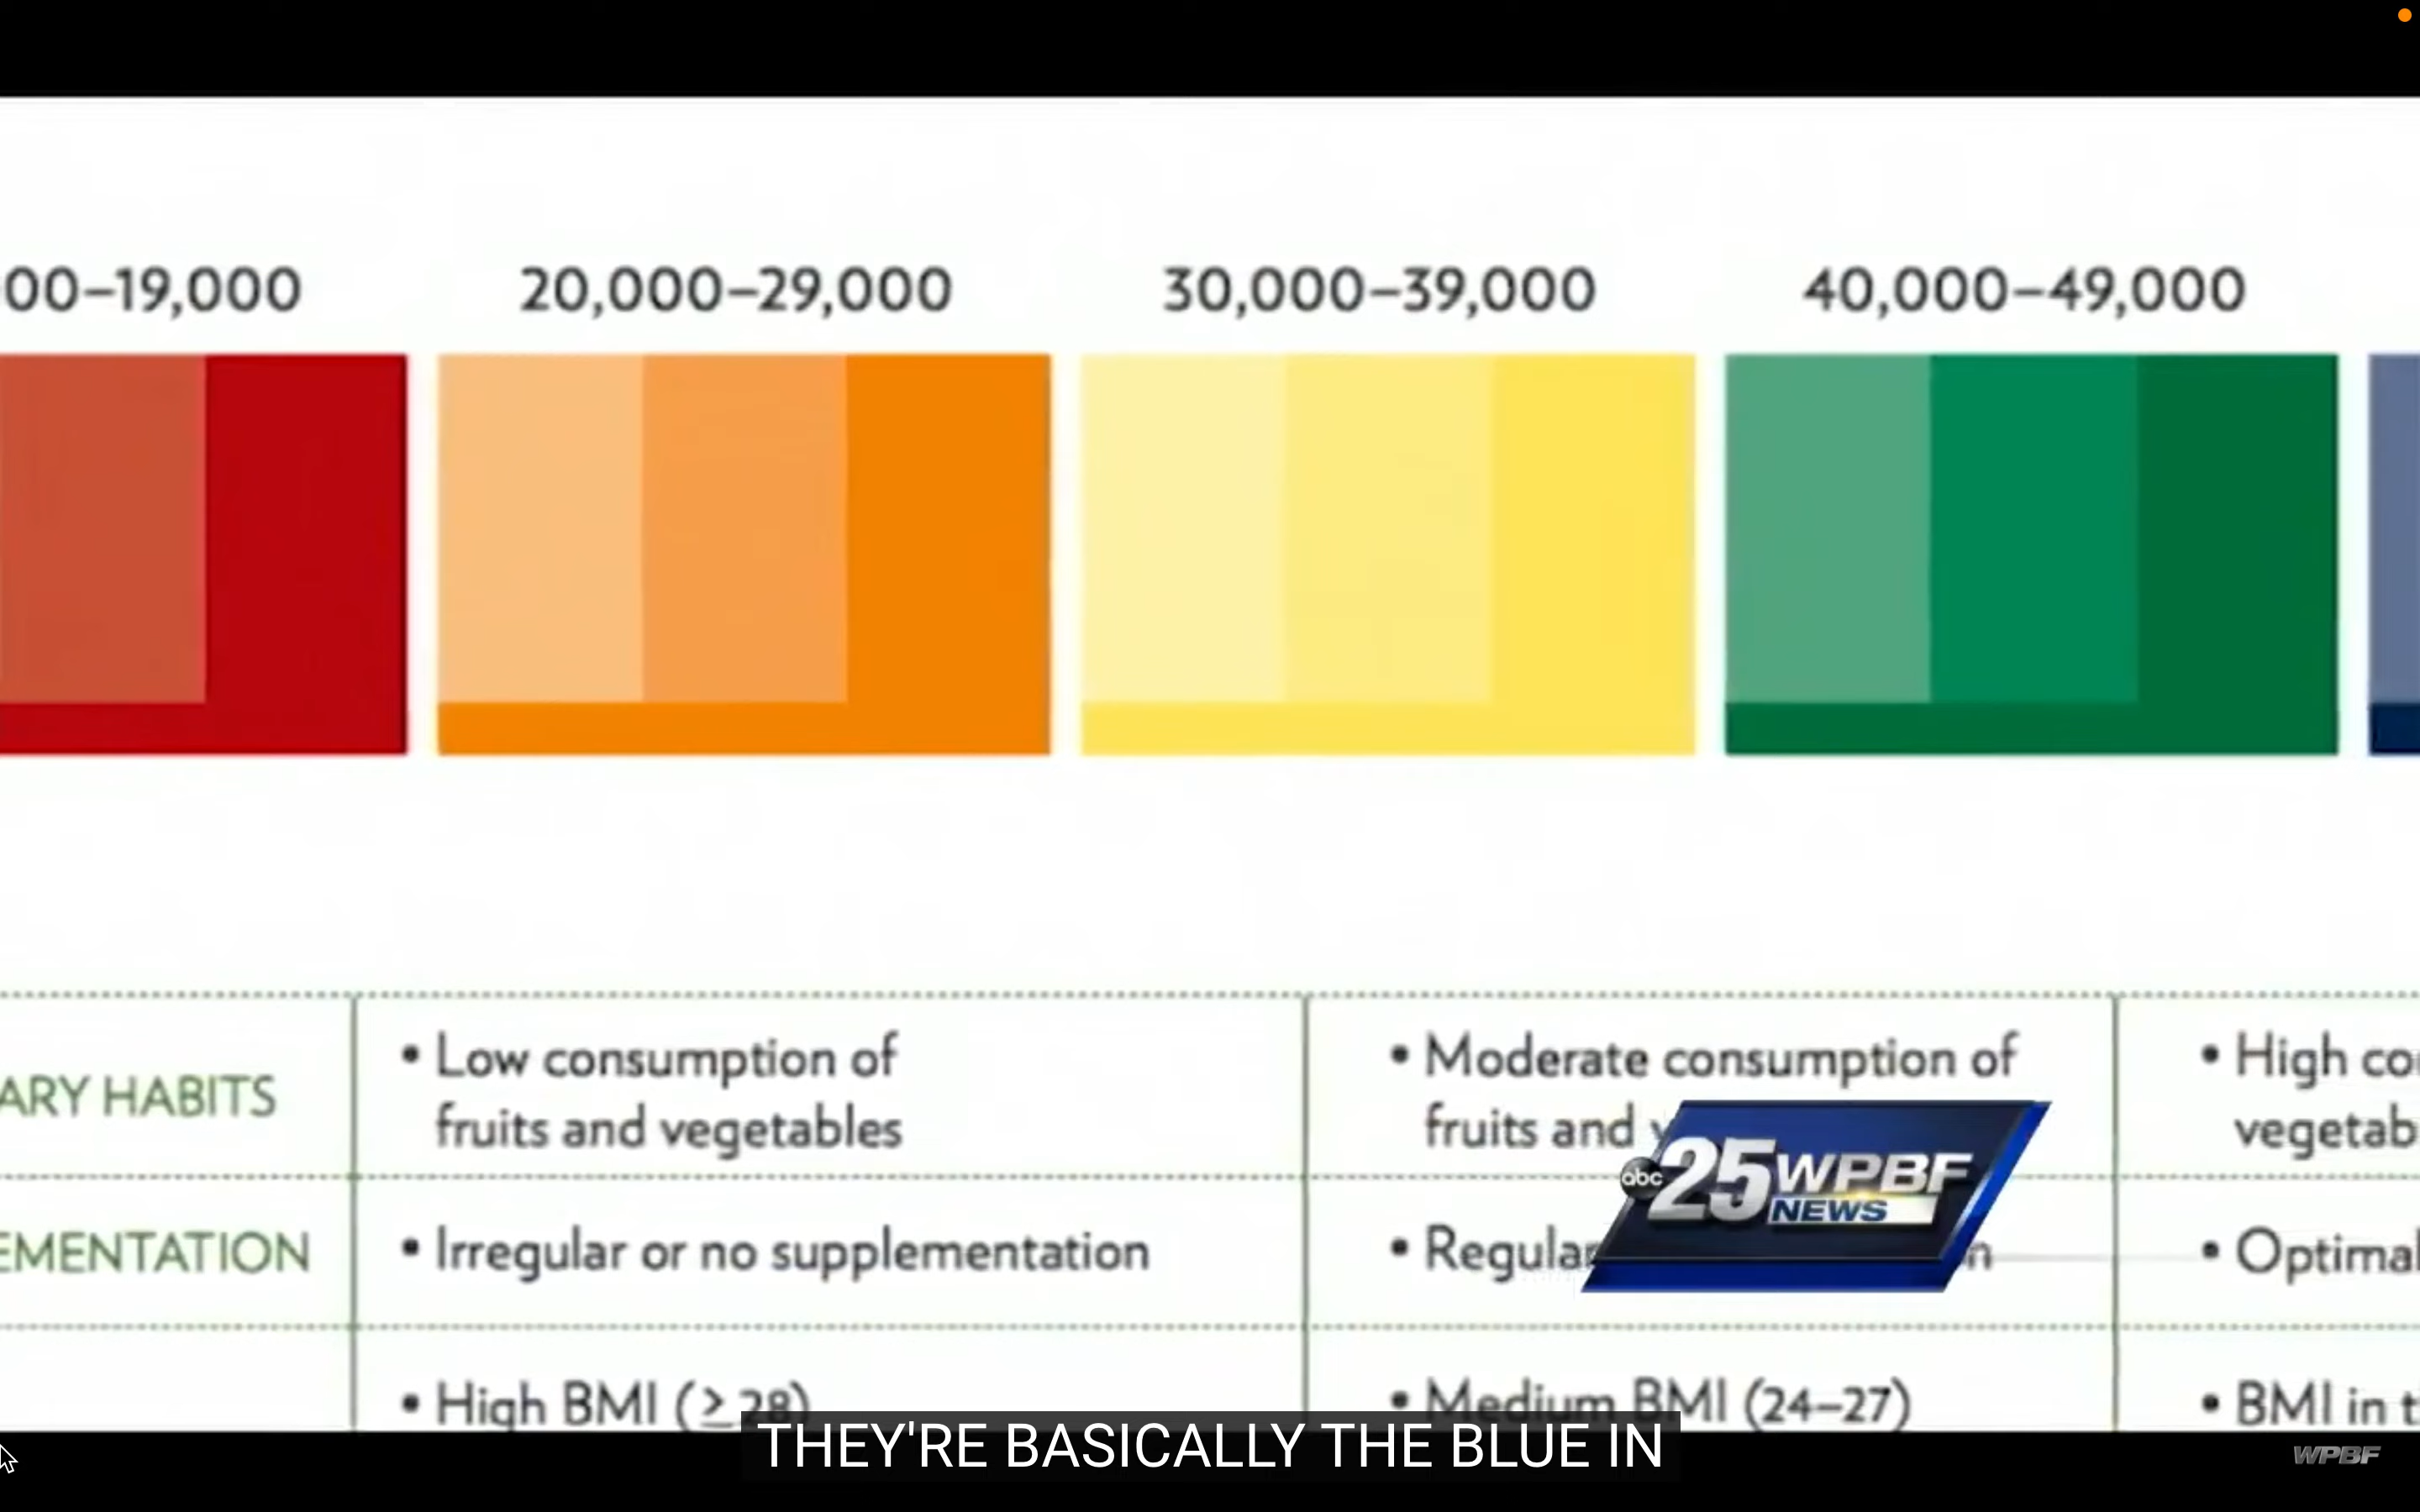 00–19,000
20,000–29,000
30,000–39,000
40,000–49,000
ARY HABITS
• Low consumption of
fruits and vegetables
• Moderate consumption of
fruits and
• High co
vegetab
EMENTATION
• Irregular or no supplementation
• Regular
n
• Optimal
• High BMI (≥ 28)
• Medium BMI (24–27)
• BMI in t
abc 25 WPBF
NEWS
THEY'RE BASICALLY THE BLUE IN
WPBF